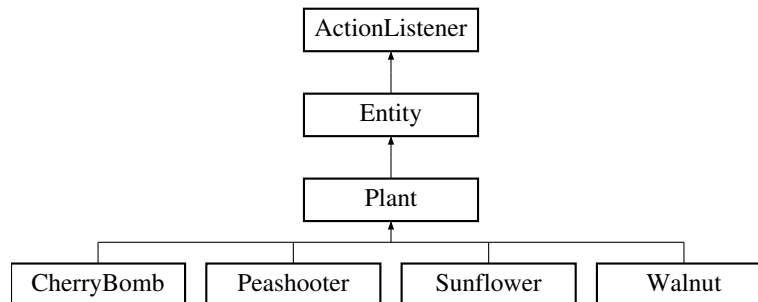 ActionListener
Entity
Plant
CherryBomb
Peashooter
Sunflower
Walnut